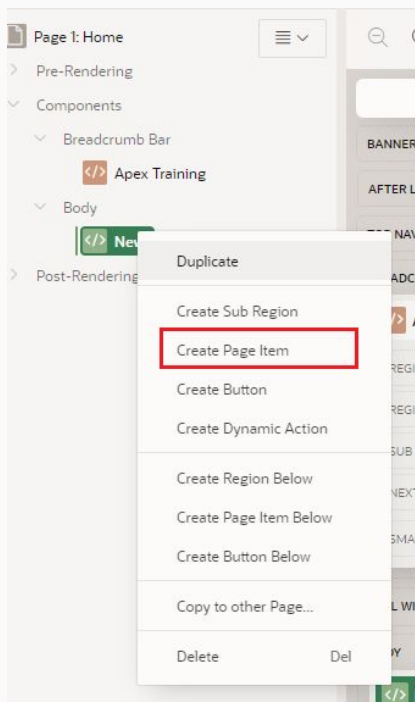 Page 1: Home
Pre-Rendering
Components
Breadcrumb Bar
</> Apex Training
Body
</> New
Post-Rendering
Duplicate
Create Sub Region
Create Page Item
Create Button
Create Dynamic Action
Create Region Below
Create Page Item Below
Create Button Below
Copy to other Page...
Delete Del
BANNER
AFTER L
NAV
ADC
REGI
REGI
SUB
NEXT
SMA
L WI
</>